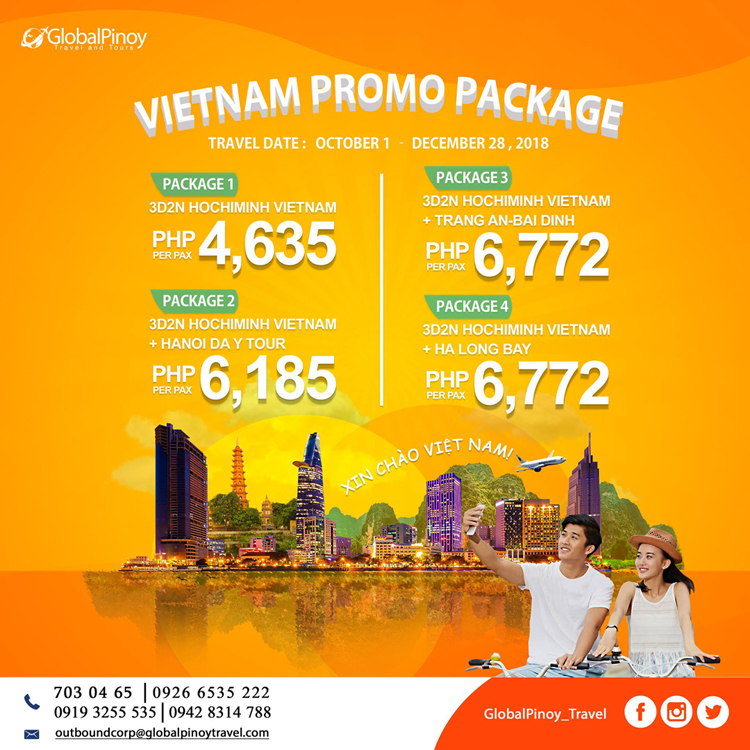 GlobalPinoy
Travel and Tours
VIETNAM PROMO PACKAGE
TRAVEL DATE : OCTOBER 1 - DECEMBER 28 , 2018
PACKAGE 1
3D2N HOCHIMINH VIETNAM
PHP
PER PAX
4,635
PACKAGE 2
3D2N HOCHIMINH VIETNAM
+ HANOI DA Y TOUR
PHP
PER PAX
6,185
PACKAGE 3
3D2N HOCHIMINH VIETNAM
+ TRANG AN-BAI DINH
PHP
PER PAX
6,772
PACKAGE 4
3D2N HOCHIMINH VIETNAM
+ HA LONG BAY
PHP
PER PAX
6,772
XIN CHÀO VIỆT NAM!
703 04 65 | 0926 6535 222
0919 3255 535 | 0942 8314 788
outboundcorp@globalpinoytravel.com
GlobalPinoy_Travel